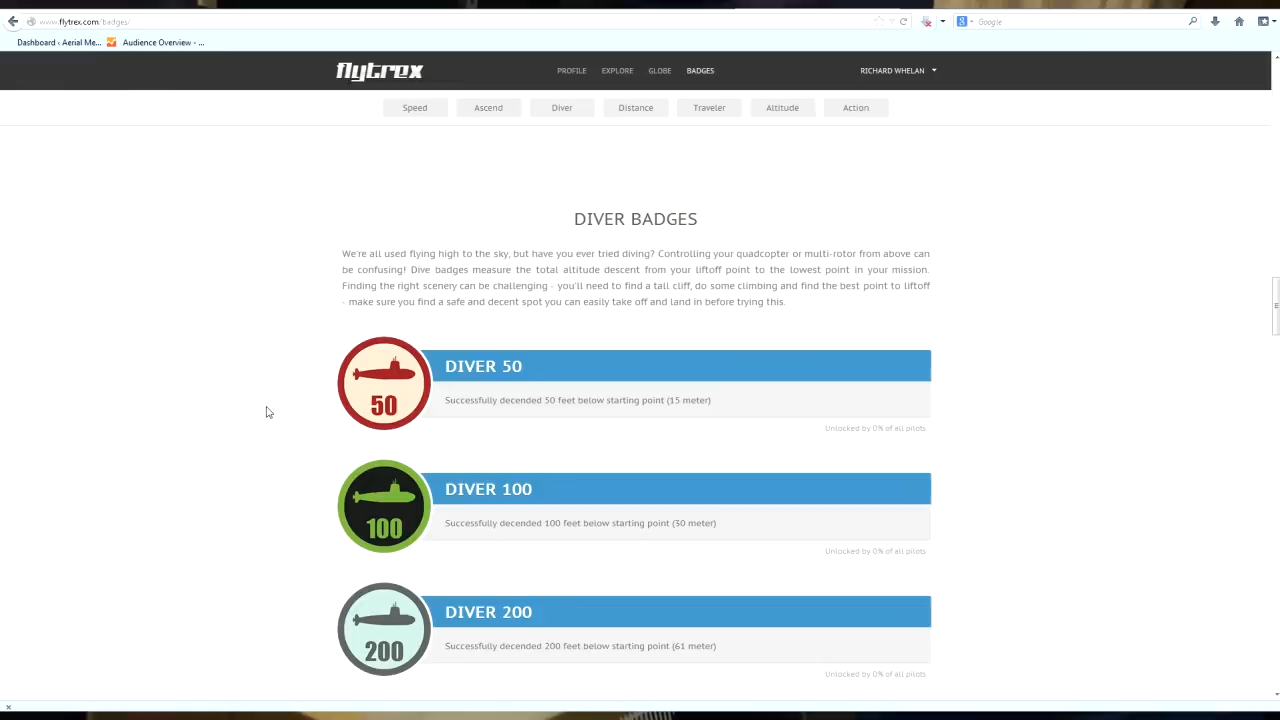 www.flytrex.com/badges/
Google
Dashboard ‹ Aerial Me... Audience Overview - ...
flytrex PROFILE EXPLORE GLOBE BADGES RICHARD WHELAN
Speed Ascend Diver Distance Traveler Altitude Action
DIVER BADGES
We're all used flying high to the sky, but have you ever tried diving? Controlling your quadcopter or multi-rotor from above can
be confusing! Dive badges measure the total altitude descent from your liftoff point to the lowest point in your mission.
Finding the right scenery can be challenging - you'll need to find a tall cliff, do some climbing and find the best point to liftoff
- make sure you find a safe and decent spot you can easily take off and land in before trying this.
50
DIVER 50
Successfully decended 50 feet below starting point (15 meter)
Unlocked by 0% of all pilots
100
DIVER 100
Successfully decended 100 feet below starting point (30 meter)
Unlocked by 0% of all pilots
200
DIVER 200
Successfully decended 200 feet below starting point (61 meter)
Unlocked by 0% of all pilots